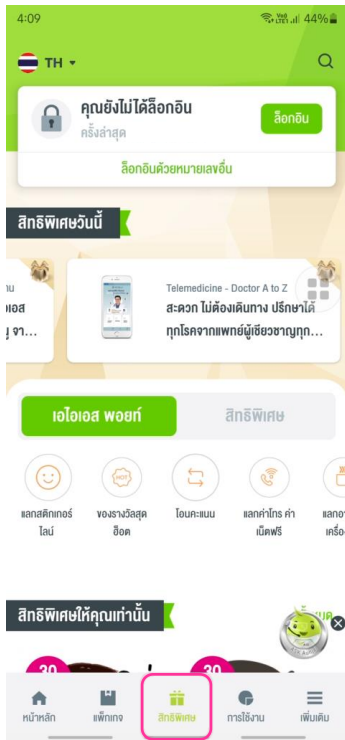 4:09
44%
TH
คุณยังไม่ได้ล็อกอิน
ครั้งล่าสุด
ล็อกอิน
ล็อกอินด้วยหมายเลขอื่น
สิทธิพิเศษวันนี้
Telemedicine - Doctor A to Z
สะดวก ไม่ต้องเดินทาง ปรึกษาได้
ทุกโรคจากแพทย์ผู้เชี่ยวชาญทุก...
เอไอเอส พอยท์
สิทธิพิเศษ
แลกสติกเกอร์
ไลน์
HOT
ของรางวัลสุด
ฮ็อต
โอนคะแนน
แลกค่าโทร ค่า
เน็ตฟรี
สิทธิพิเศษให้คุณเท่านั้น
30
30
หน้าหลัก
แพ็กเกจ
สิทธิพิเศษ
การใช้งาน
เพิ่มเติม